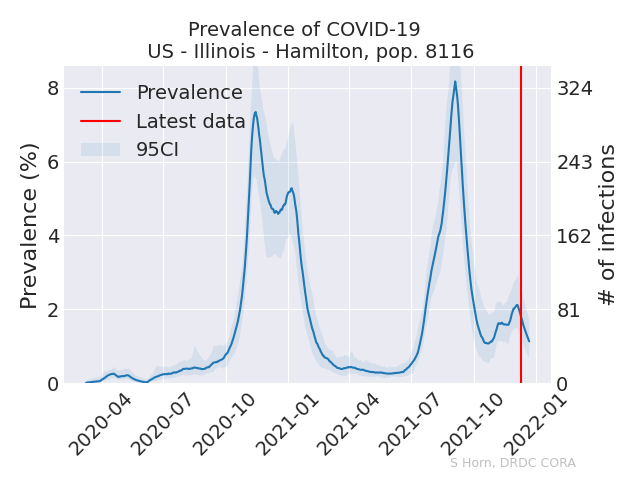 Prevalence of COVID-19
US - Illinois - Hamilton, pop. 8116
Prevalence
Latest data
95CI
Prevalence (%)
8
6
4
2
0
# of infections
324
243
162
81
0
2020-04
2020-07
2020-10
2021-01
2021-04
2021-07
2021-10
2022-01
S Horn, DRDC CORA